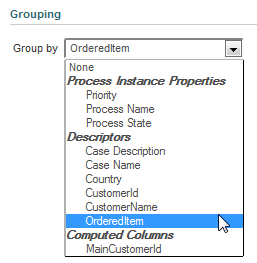 Grouping
Group by OrderedItem
None
Process Instance Properties
Priority
Process Name
Process State
Descriptors
Case Description
Case Name
Country
CustomerId
CustomerName
OrderedItem
Computed Columns
MainCustomerId